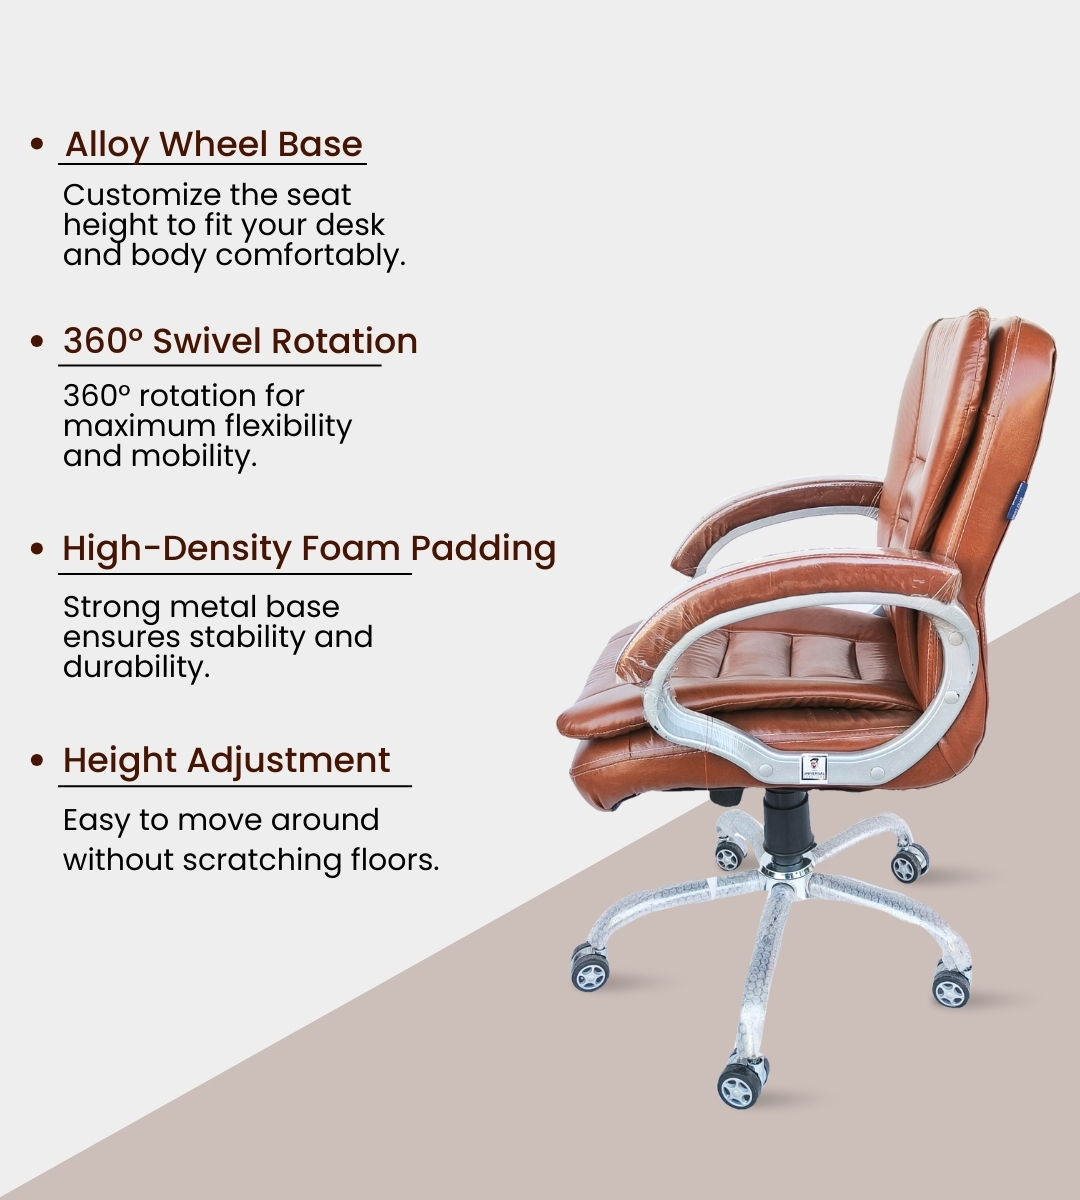 • Alloy Wheel Base
Customize the seat
height to fit your desk
and body comfortably.
• 360° Swivel Rotation
360° rotation for
maximum flexibility
and mobility.
• High-Density Foam Padding
Strong metal base
ensures stability and
durability.
• Height Adjustment
Easy to move around
without scratching floors.
UNIVERSAL